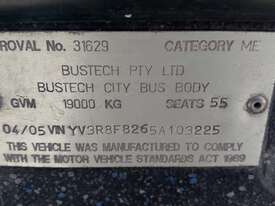 ROVAL No. 31629 CATEGORY ME
BUSTECH PTY LTD
BUSTECH CITY BUS BODY
GVM 19000 KG SEATS 55
04/05 VIN YV3R8F8265A103225
THIS VEHICLE WAS MANUFACTURED TO COMPLY
WITH THE MOTOR VEHICLE STANDARDS ACT 1989